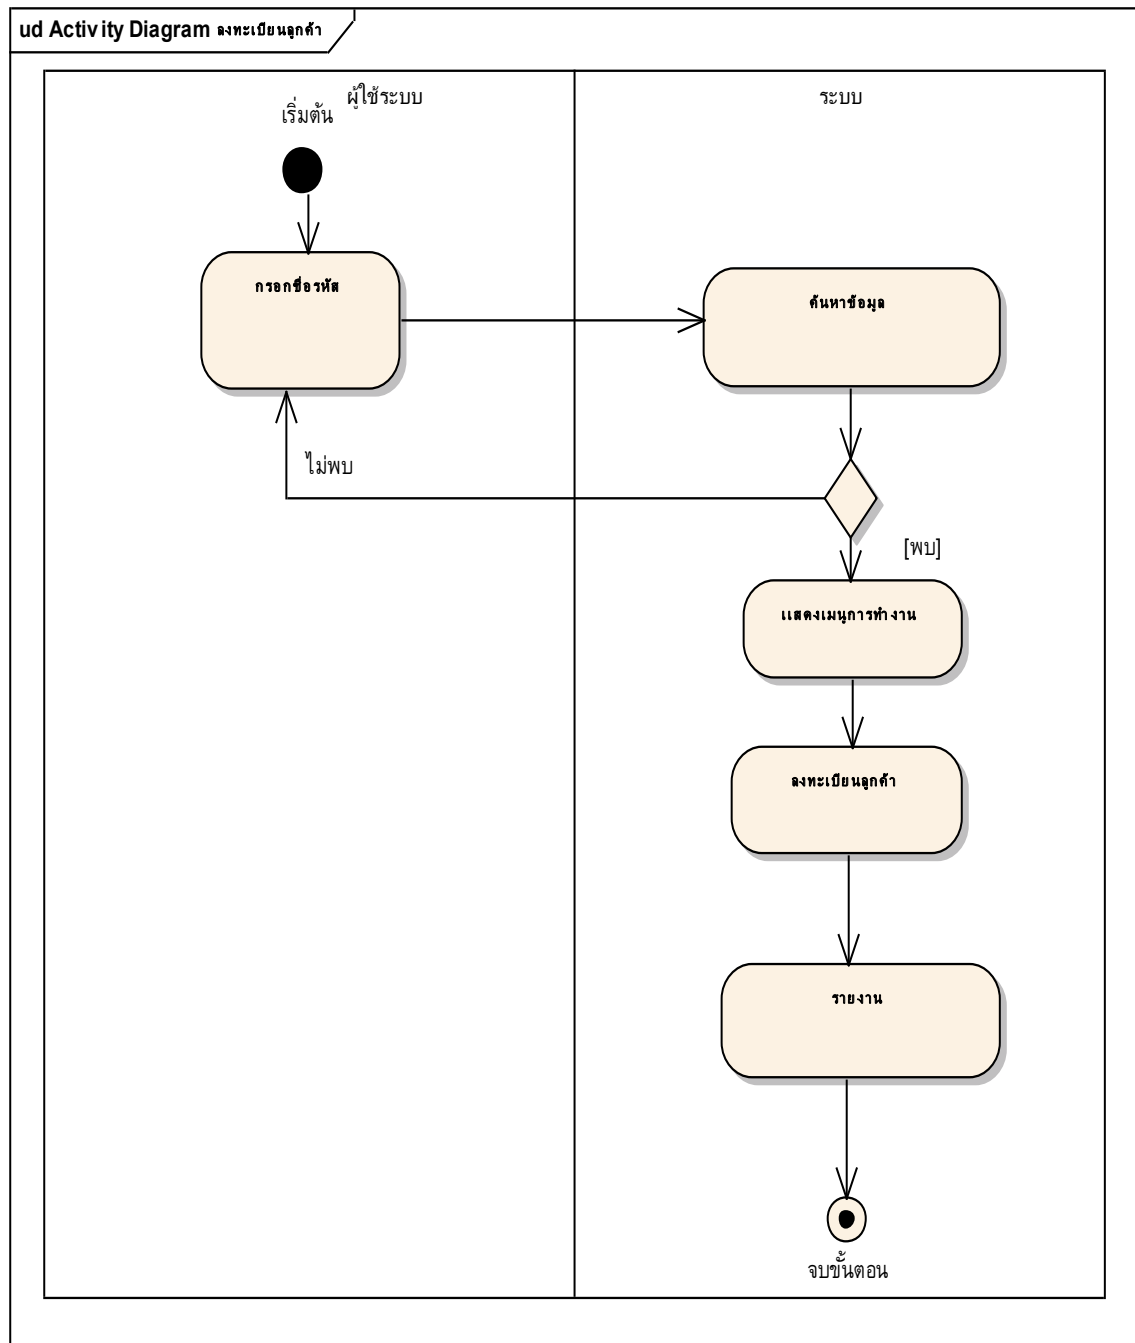 ud Activity Diagram ลงทะเบียนลูกค้า
ผู้ใช้ระบบ
ระบบ
เริ่มต้น
กรอกชื่อรหัส
ค้นหาข้อมูล
ไม่พบ
[พบ]
แสดงเมนูการทำงาน
ลงทะเบียนลูกค้า
รายงาน
จบขั้นตอน